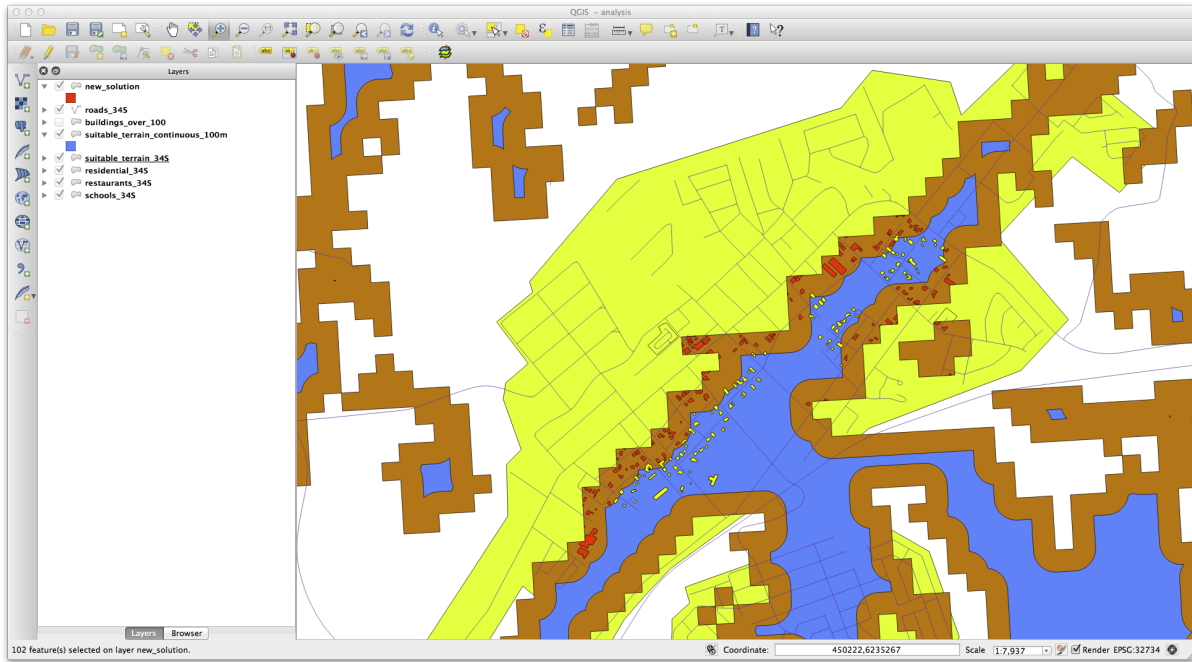 QGIS - analysis
Layers
new_solution
roads_34S
buildings_over_100
suitable_terrain_continuous_100m
suitable_terrain_34S
residential_34S
restaurants_34S
schools_34S
Layers Browser
102 feature(s) selected on layer new_solution.
Coordinate: 450222,6235267 Scale 1:7,937 Render EPSG:32734